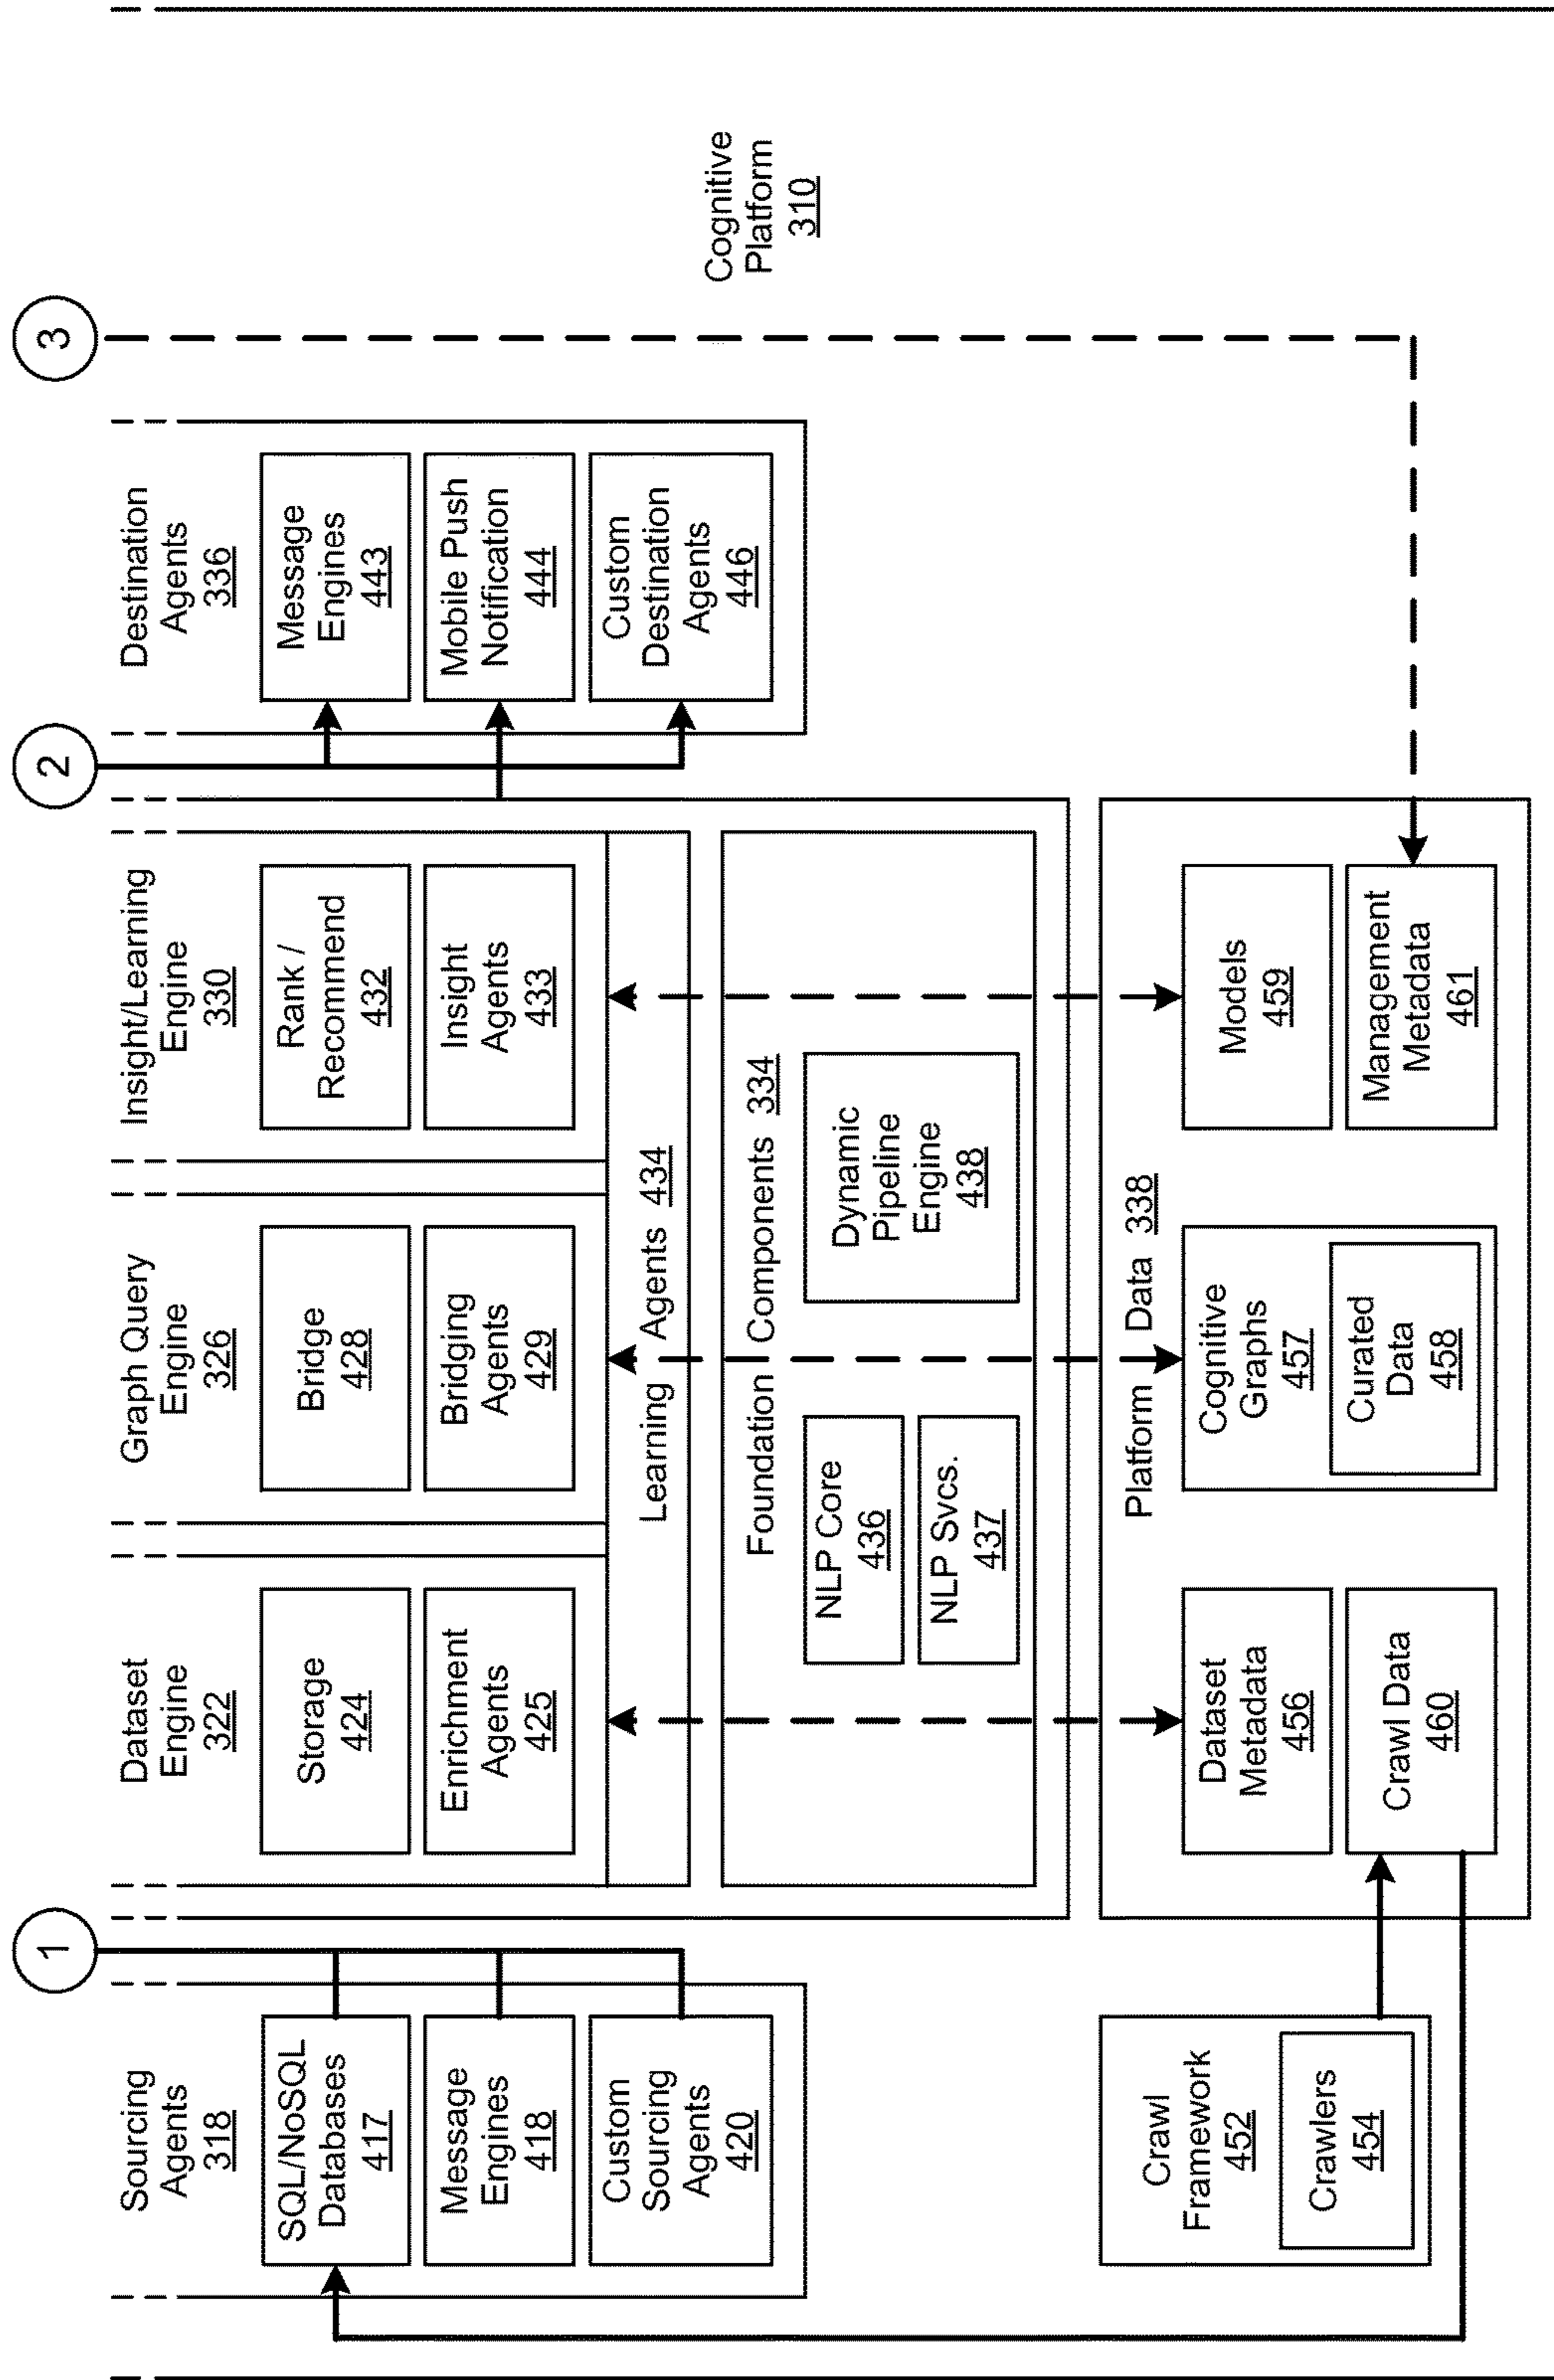 1
2
3
Sourcing
Agents
318
SQL/NoSQL
Databases
417
Message
Engines
418
Custom
Sourcing
Agents
420
Dataset
Engine
322
Storage
424
Enrichment
Agents
425
Graph Query
Engine
326
Bridge
428
Bridging
Agents
429
Insight/Learning
Engine
330
Rank /
Recommend
432
Insight
Agents
433
Learning Agents 434
Foundation Components 334
NLP Core
436
NLP Svcs.
437
Dynamic
Pipeline
Engine
438
Destination
Agents
336
Message
Engines
443
Mobile Push
Notification
444
Custom
Destination
Agents
446
Cognitive
Platform
310
Crawl
Framework
452
Crawlers
454
Platform Data 338
Dataset
Metadata
456
Crawl Data
460
Cognitive
Graphs
457
Curated
Data
458
Models
459
Management
Metadata
461